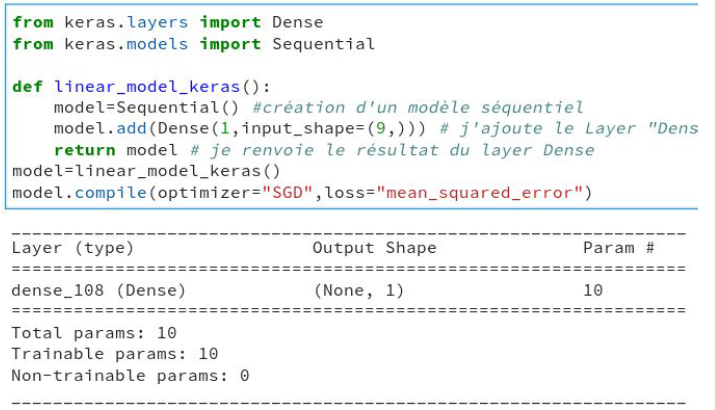 from keras.layers import Dense
from keras.models import Sequential
def linear_model_keras():
model=Sequential() #création d'un modèle séquentiel
model.add(Dense(1,input_shape=(9,))) # j'ajoute le Layer "Dens
return model # je renvoie le résultat du layer Dense
model=linear_model_keras()
model.compile(optimizer="SGD",loss="mean_squared_error")
_________________________________________________________________
Layer (type) Output Shape Param #
=================================================================
dense_108 (Dense) (None, 1) 10
=================================================================
Total params: 10
Trainable params: 10
Non-trainable params: 0
_________________________________________________________________